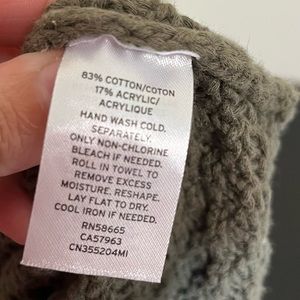 83% COTTON/COTON
17% ACRYLIC/
ACRYLIQUE
HAND WASH COLD.
SEPARATELY.
ONLY NON-CHLORINE
BLEACH IF NEEDED.
ROLL IN TOWEL TO
REMOVE EXCESS
MOISTURE. RESHAPE.
LAY FLAT TO DRY.
COOL IRON IF NEEDED.
RN58665
CA57963
CN355204MI